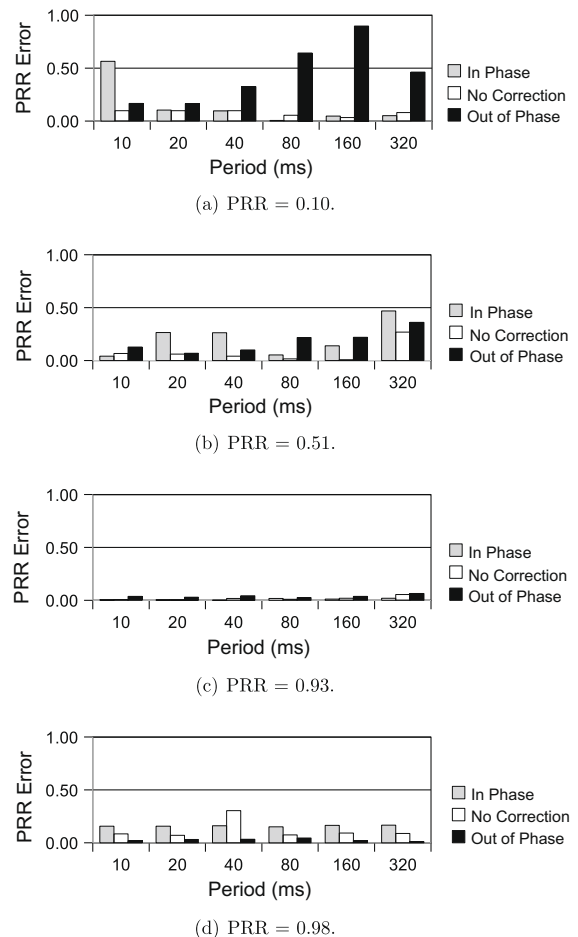 1.00
0.50
0.00
PRR Error
10 20 40 80 160 320
Period (ms)
In Phase
No Correction
Out of Phase
(a) PRR = 0.10.
1.00
0.50
0.00
PRR Error
10 20 40 80 160 320
Period (ms)
In Phase
No Correction
Out of Phase
(b) PRR = 0.51.
1.00
0.50
0.00
PRR Error
10 20 40 80 160 320
Period (ms)
In Phase
No Correction
Out of Phase
(c) PRR = 0.93.
1.00
0.50
0.00
PRR Error
10 20 40 80 160 320
Period (ms)
In Phase
No Correction
Out of Phase
(d) PRR = 0.98.